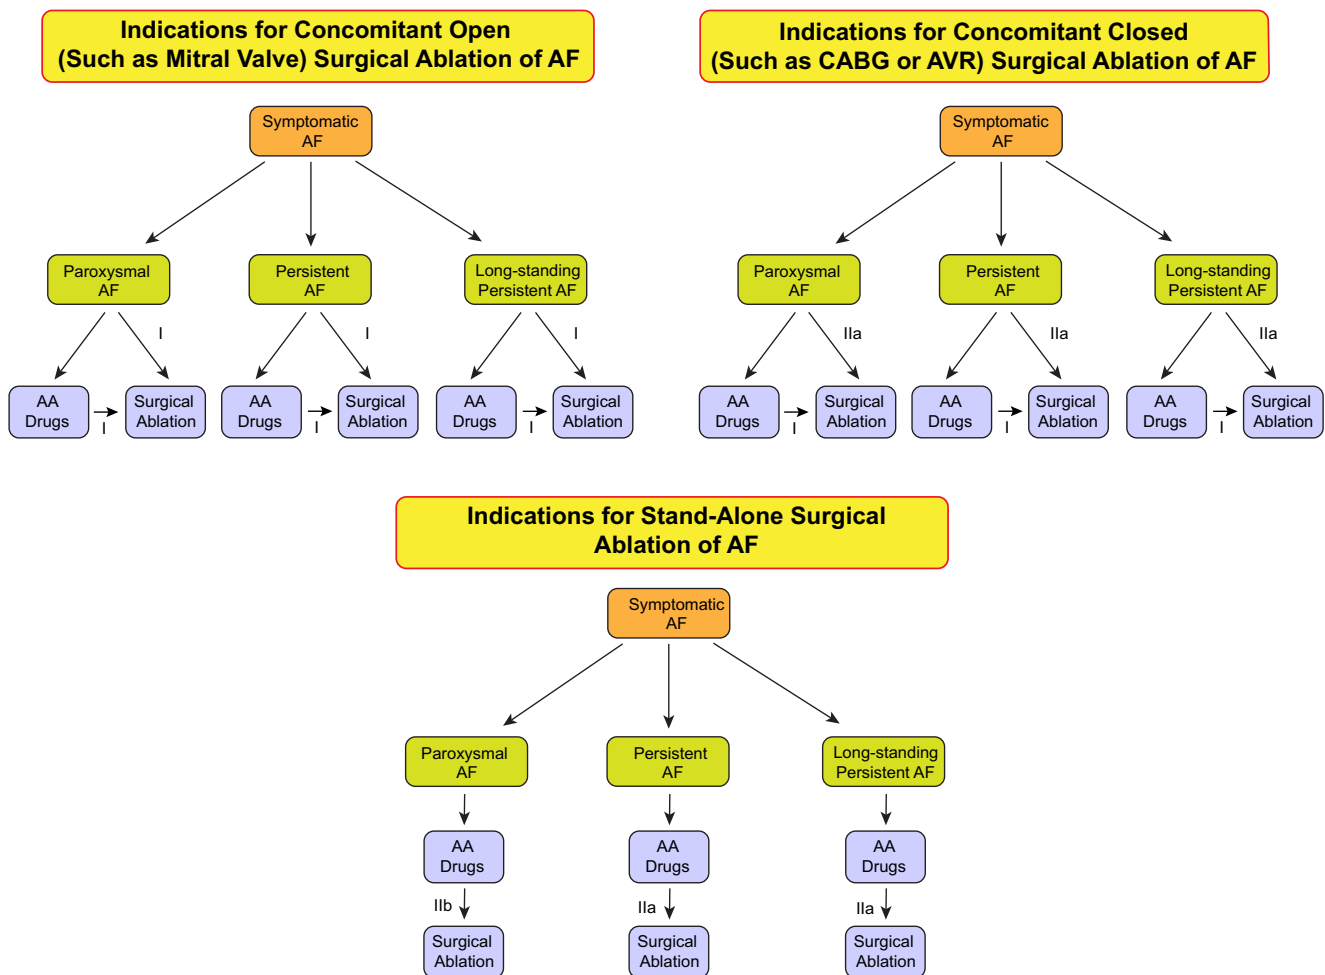 Indications for Concomitant Open
(Such as Mitral Valve) Surgical Ablation of AF
Symptomatic
AF
Paroxysmal
AF
Persistent
AF
Long-standing
Persistent AF
I
I
I
AA
Drugs
I
Surgical
Ablation
AA
Drugs
I
Surgical
Ablation
AA
Drugs
I
Surgical
Ablation
Indications for Concomitant Closed
(Such as CABG or AVR) Surgical Ablation of AF
Symptomatic
AF
Paroxysmal
AF
Persistent
AF
Long-standing
Persistent AF
IIa
IIa
IIa
AA
Drugs
I
Surgical
Ablation
AA
Drugs
I
Surgical
Ablation
AA
Drugs
I
Surgical
Ablation
Indications for Stand-Alone Surgical
Ablation of AF
Symptomatic
AF
Paroxysmal
AF
Persistent
AF
Long-standing
Persistent AF
AA
Drugs
AA
Drugs
AA
Drugs
IIb
IIa
IIa
Surgical
Ablation
Surgical
Ablation
Surgical
Ablation